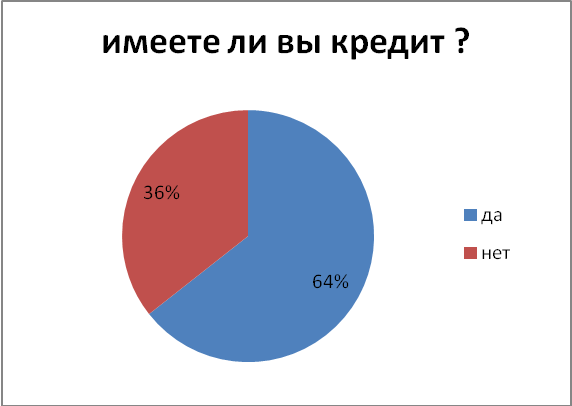 имеете ли вы кредит ?
36%
64%
да
нет